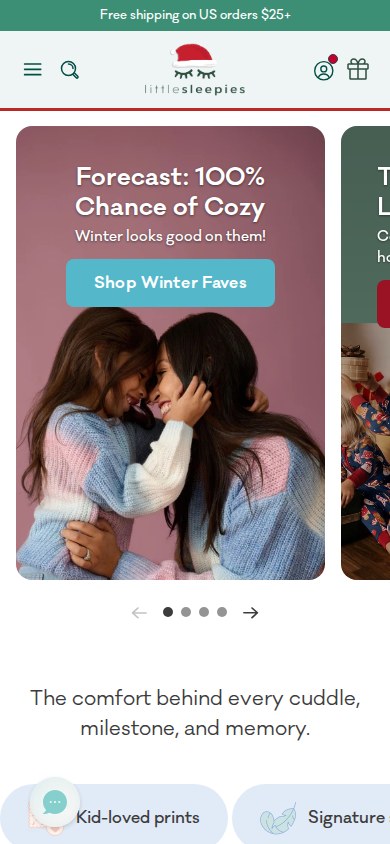 Free shipping on US orders $25+
littlesleepies
Forecast: 100%
Chance of Cozy
Winter looks good on them!
Shop Winter Faves
The comfort behind every cuddle,
milestone, and memory.
Kid-loved prints
Signature